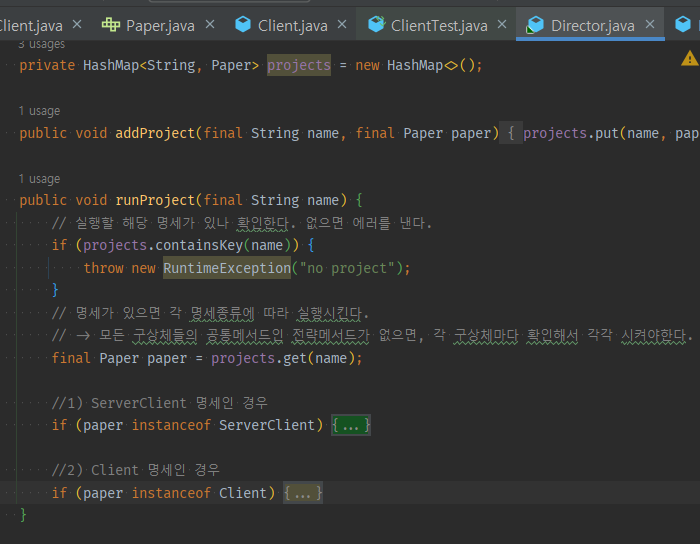 Client.java Paper.java Client.java ClientTest.java Director.java
3 usages
private HashMap<String, Paper> projects = new HashMap<>();
1 usage
public void addProject(final String name, final Paper paper) { projects.put(name, pap
1 usage
public void runProject(final String name) {
// 실행할 해당 명세가 있나 확인한다. 없으면 에러를 낸다.
if (projects.containsKey(name)) {
throw new RuntimeException("no project");
}
// 명세가 있으면 각 명세종류에 따라 실행시킨다.
// -> 모든 구상체들의 공통메서드인 전략메서드가 없으면, 각 구상체마다 확인해서 각각 시켜야한다.
final Paper paper = projects.get(name);
//1) ServerClient 명세인 경우
if (paper instanceof ServerClient) {...}
//2) Client 명세인 경우
if (paper instanceof Client) {...}
}